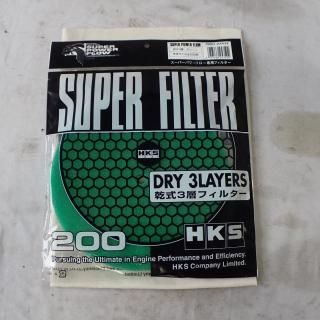 SUPER
POWER
FLOW
SUPER POWER FLOW
スーパーパワーフロー専用フィルター
SUPER FILTER
HKS
DRY 3LAYERS
乾式3層フィルター
200
HKS
Pursuing the Ultimate in Engine Performance and Efficiency.
HKS Company Limited.